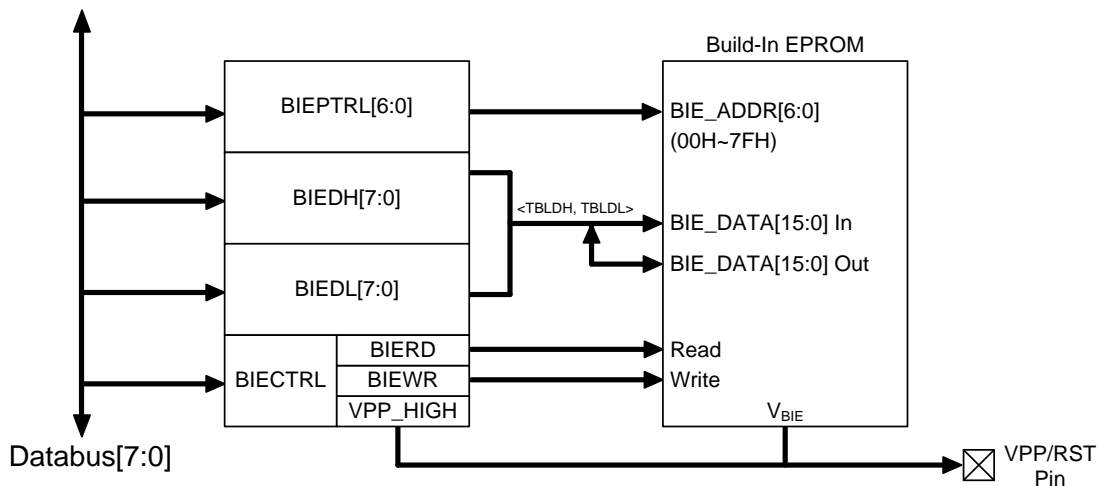 Build-In EPROM
BIEPTRL[6:0]
BIE_ADDR[6:0]
(00H~7FH)
BIEDH[7:0]
<TBLDH, TBLDL>
BIE_DATA[15:0] In
BIE_DATA[15:0] Out
BIEDL[7:0]
BIECTRL
BIERD
Read
BIEWR
Write
VPP_HIGH
VBIE
Databus[7:0]
VPP/RST
Pin